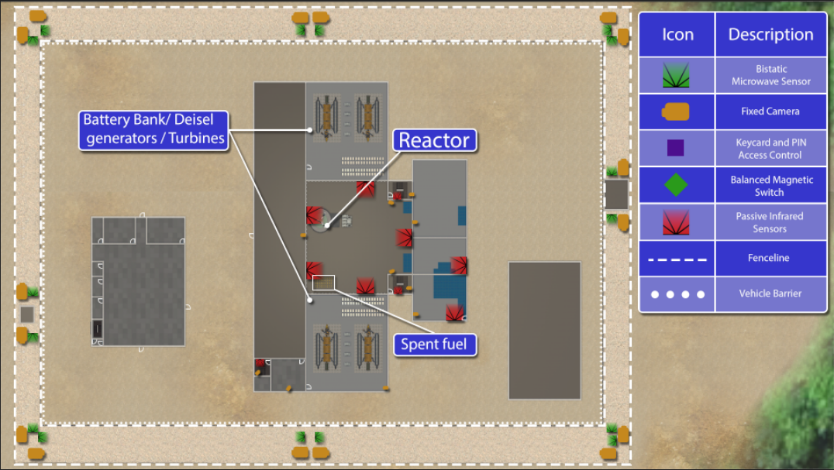 Battery Bank/ Deisel
generators / Turbines
Reactor
Spent fuel
Icon
Description
Bistatic
Microwave Sensor
Fixed Camera
Keycard and PIN
Access Control
Balanced Magnetic
Switch
Passive Infrared
Sensors
Fenceline
Vehicle Barrier